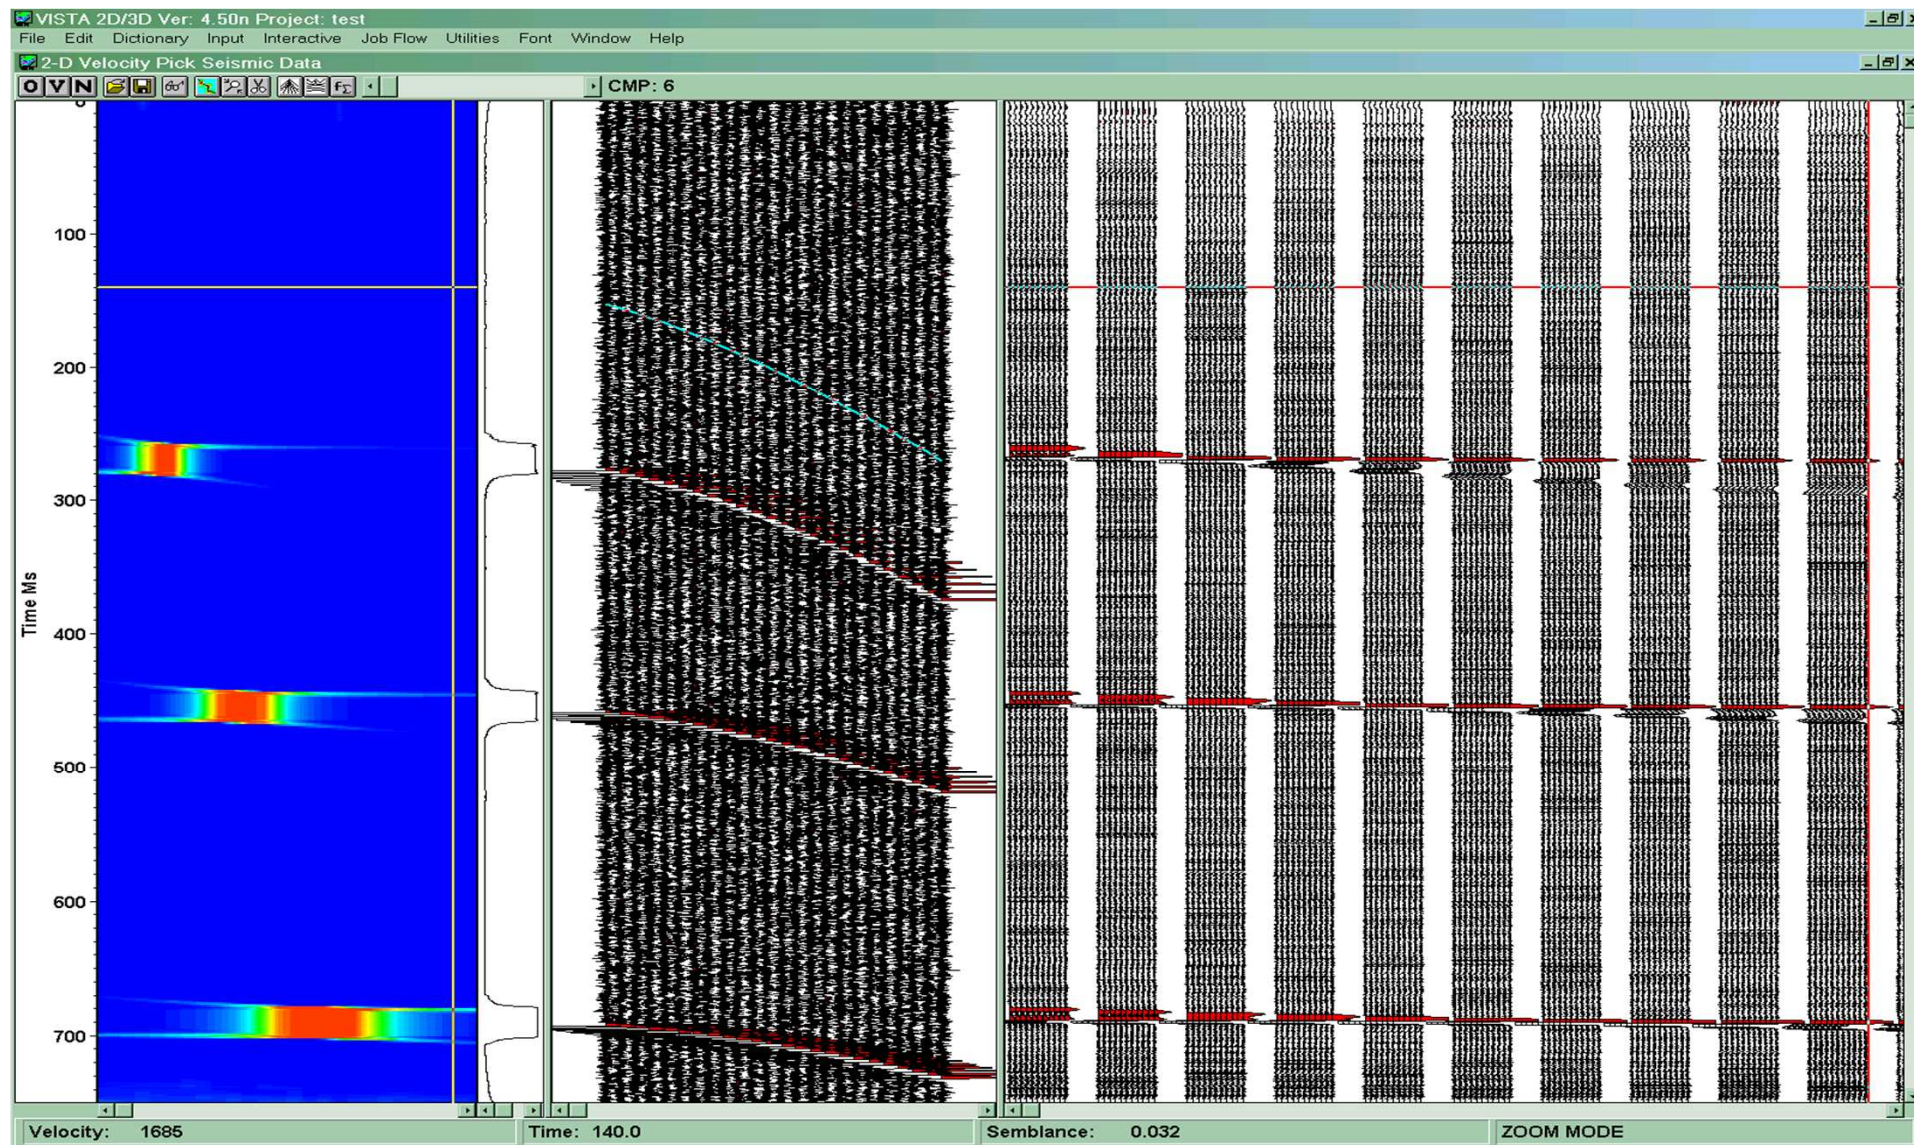 VISTA 2D/3D Ver: 4.50n Project: test
File Edit Dictionary Input Interactive Job Flow Utilities Font Window Help
2-D Velocity Pick Seismic Data
O V N fΣ CMP: 6
0
100
200
300
Time Ms
400
500
600
700
Velocity: 1685 Time: 140.0 Semblance: 0.032 ZOOM MODE